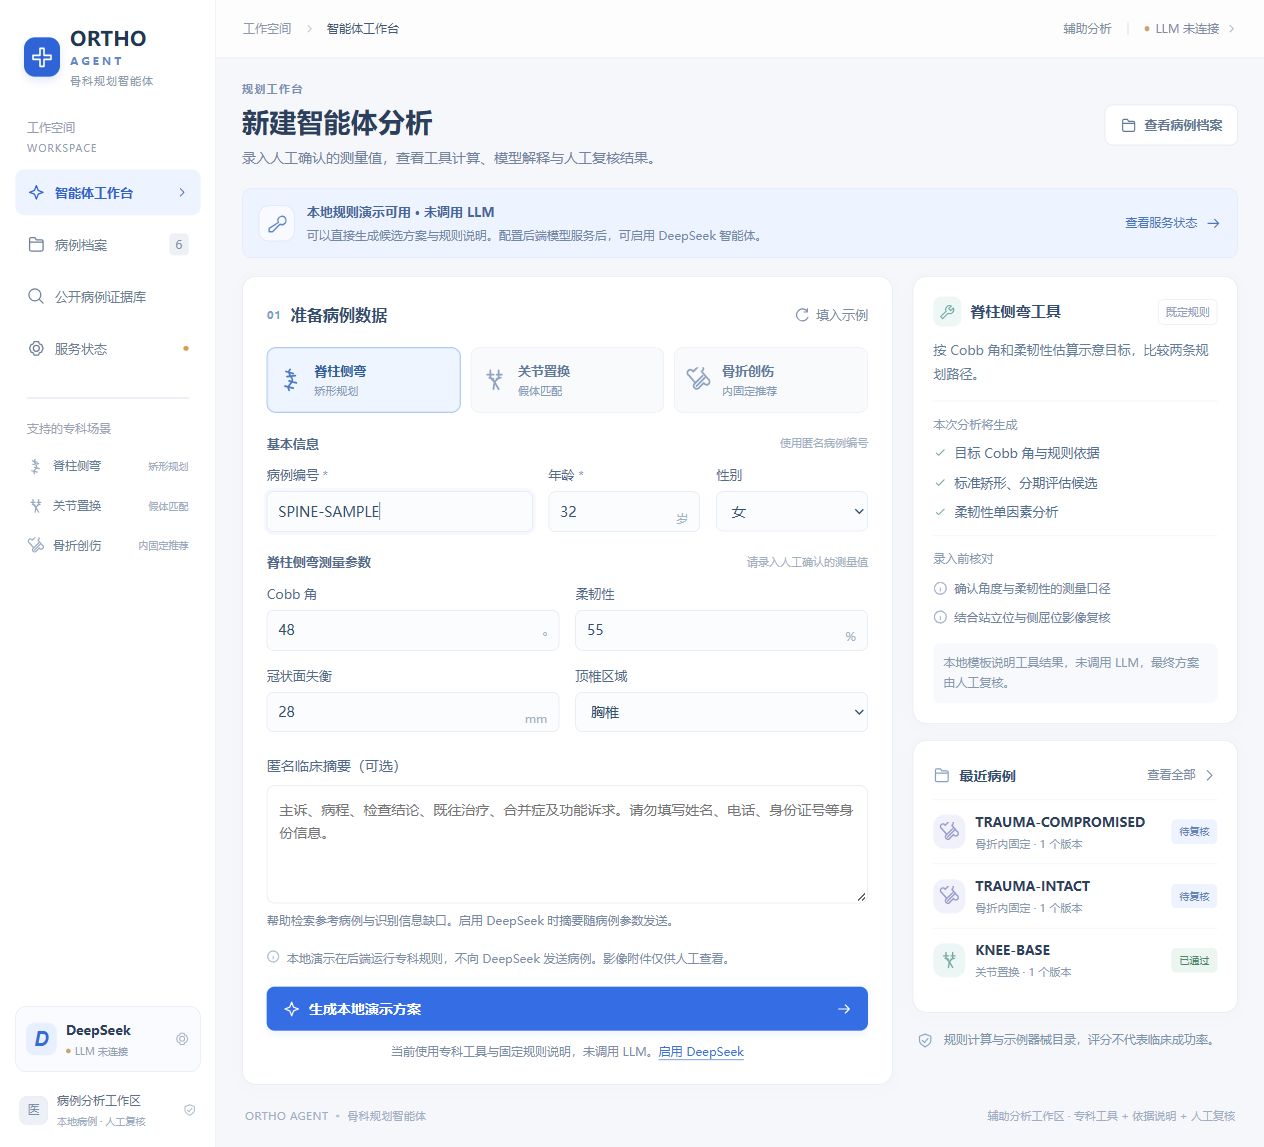 ORTHO
AGENT
骨科规划智能体
工作空间
WORKSPACE
智能体工作台
病例档案 6
公开病例证据库
服务状态
支持的专科场景
脊柱侧弯 矫形规划
关节置换 假体匹配
骨折创伤 内固定推荐
D DeepSeek
LLM 未连接
医 病例分析工作区
本地病例 · 人工复核
工作空间 智能体工作台
辅助分析 LLM 未连接
规划工作台
新建智能体分析
录入人工确认的测量值，查看工具计算、模型解释与人工复核结果。
查看病例档案
本地规则演示可用 • 未调用 LLM
可以直接生成候选方案与规则说明。配置后端模型服务后，可启用 DeepSeek 智能体。
查看服务状态
01 准备病例数据
填入示例
脊柱侧弯
矫形规划
关节置换
假体匹配
骨折创伤
内固定推荐
基本信息 使用匿名病例编号
病例编号 * 年龄 * 性别
SPINE-SAMPLE 32 岁 女
脊柱侧弯测量参数 请录入人工确认的测量值
Cobb 角 柔韧性
48 ° 55 %
冠状面失衡 顶椎区域
28 mm 胸椎
匿名临床摘要（可选）
主诉、病程、检查结论、既往治疗、合并症及功能诉求。请勿填写姓名、电话、身份证号等身
份信息。
帮助检索参考病例与识别信息缺口。启用 DeepSeek 时摘要随病例参数发送。
本地演示在后端运行专科规则，不向 DeepSeek 发送病例。影像附件仅供人工查看。
生成本地演示方案
当前使用专科工具与固定规则说明，未调用 LLM。启用 DeepSeek
脊柱侧弯工具 既定规则
按 Cobb 角和柔韧性估算示意目标，比较两条规
划路径。
本次分析将生成
目标 Cobb 角与规则依据
标准矫形、分期评估候选
柔韧性单因素分析
录入前核对
确认角度与柔韧性的测量口径
结合站立位与侧屈位影像复核
本地模板说明工具结果，未调用 LLM，最终方案
由人工复核。
最近病例 查看全部
TRAUMA-COMPROMISED
骨折内固定 · 1 个版本
待复核
TRAUMA-INTACT
骨折内固定 · 1 个版本
待复核
KNEE-BASE
关节置换 · 1 个版本
已通过
规则计算与示例器械目录，评分不代表临床成功率。
ORTHO AGENT • 骨科规划智能体
辅助分析工作区 · 专科工具 + 依据说明 + 人工复核